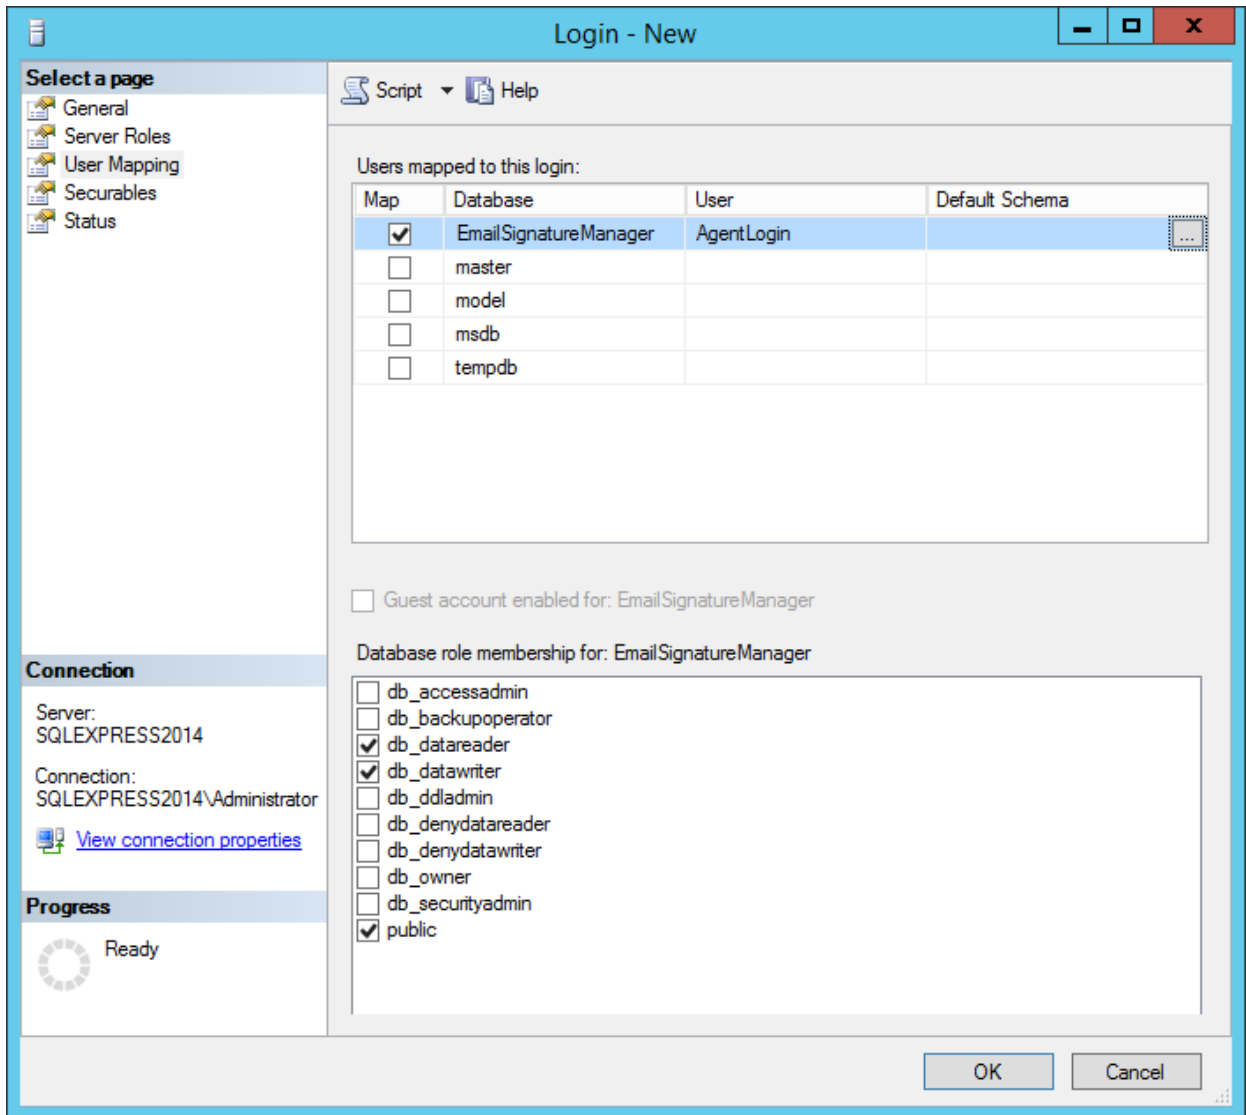 Login - New
Select a page
General
Server Roles
User Mapping
Securables
Status
Script Help
Users mapped to this login:
Map Database User Default Schema
EmailSignatureManager AgentLogin ...
master
model
msdb
tempdb
Guest account enabled for: EmailSignatureManager
Database role membership for: EmailSignatureManager
db_accessadmin
db_backupoperator
db_datareader
db_datawriter
db_ddladmin
db_denydatareader
db_denydatawriter
db_owner
db_securityadmin
public
Connection
Server:
SQLEXPRESS2014
Connection:
SQLEXPRESS2014\Administrator
View connection properties
Progress
Ready
OK Cancel